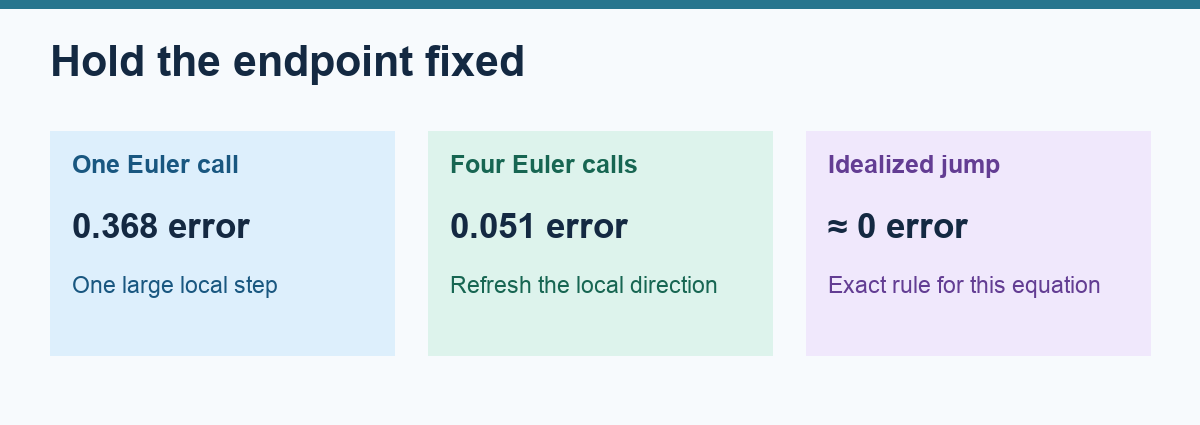 Hold the endpoint fixed
One Euler call
0.368 error
One large local step
Four Euler calls
0.051 error
Refresh the local direction
Idealized jump
≈ 0 error
Exact rule for this equation